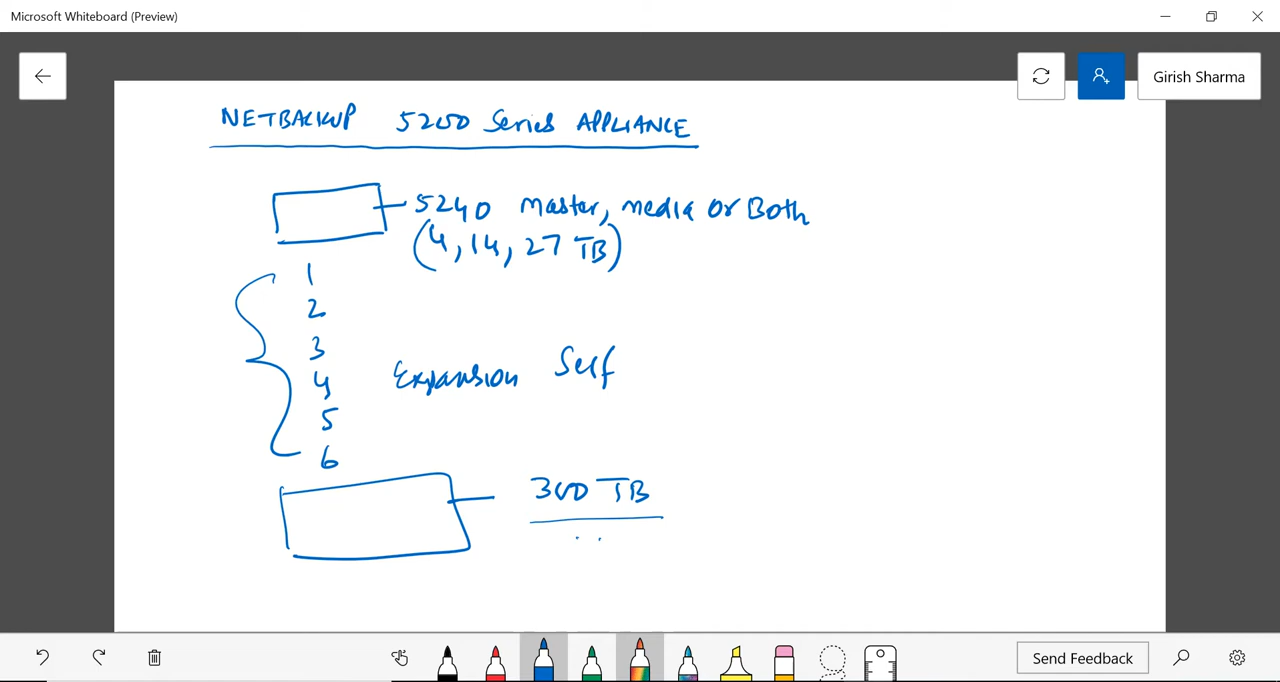 Microsoft Whiteboard (Preview)
Girish Sharma
NETBACKUP 5200 Series APPLIANCE
5240 Master, media or Both
(4, 14, 27 TB)
1
2
3
4
5
6
Expansion Self
300 TB
Send Feedback